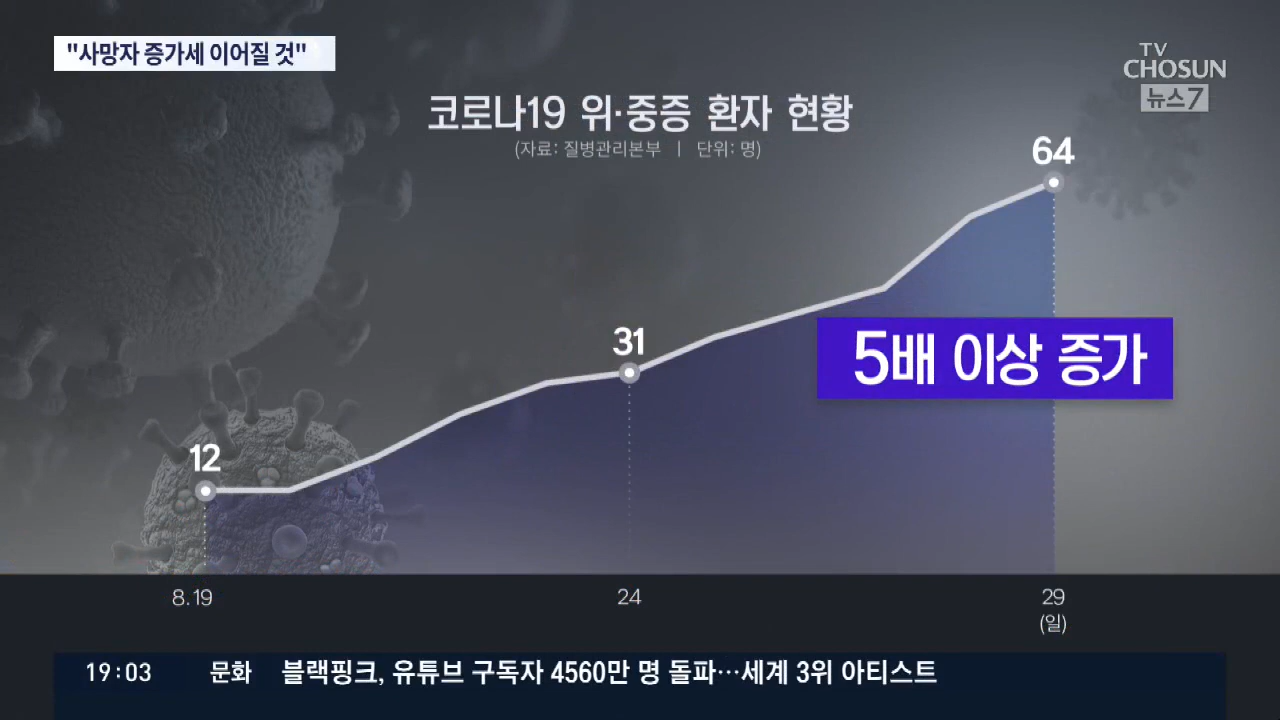 "사망자 증가세 이어질 것"
TV
CHOSUN
뉴스7
코로나19 위·중증 환자 현황
(자료: 질병관리본부 | 단위: 명)
64
31
12
5배 이상 증가
8.19
24
29
(일)
19:03 문화 블랙핑크, 유튜브 구독자 4560만 명 돌파…세계 3위 아티스트